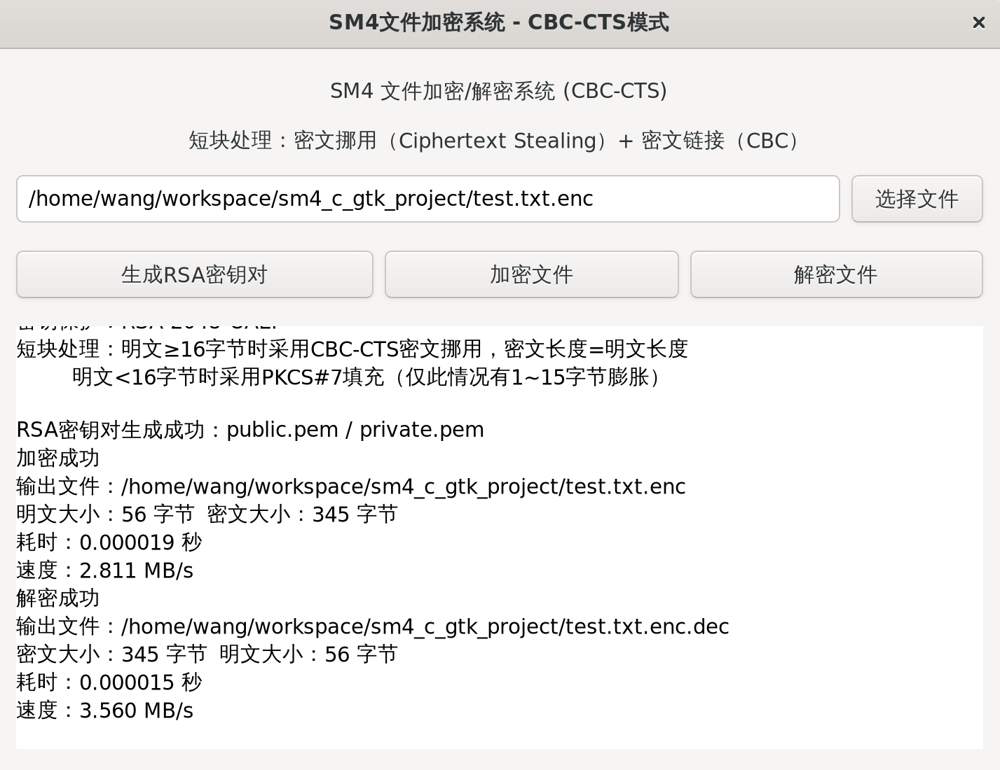 SM4文件加密系统 - CBC-CTS模式
SM4 文件加密/解密系统 (CBC-CTS)
短块处理：密文挪用（Ciphertext Stealing）+ 密文链接（CBC）
/home/wang/workspace/sm4_c_gtk_project/test.txt.enc
选择文件
生成RSA密钥对
加密文件
解密文件
短块处理：明文≥16字节时采用CBC-CTS密文挪用，密文长度=明文长度
明文<16字节时采用PKCS#7填充（仅此情况有1~15字节膨胀）
RSA密钥对生成成功：public.pem / private.pem
加密成功
输出文件：/home/wang/workspace/sm4_c_gtk_project/test.txt.enc
明文大小：56 字节  密文大小：345 字节
耗时：0.000019 秒
速度：2.811 MB/s
解密成功
输出文件：/home/wang/workspace/sm4_c_gtk_project/test.txt.enc.dec
密文大小：345 字节  明文大小：56 字节
耗时：0.000015 秒
速度：3.560 MB/s